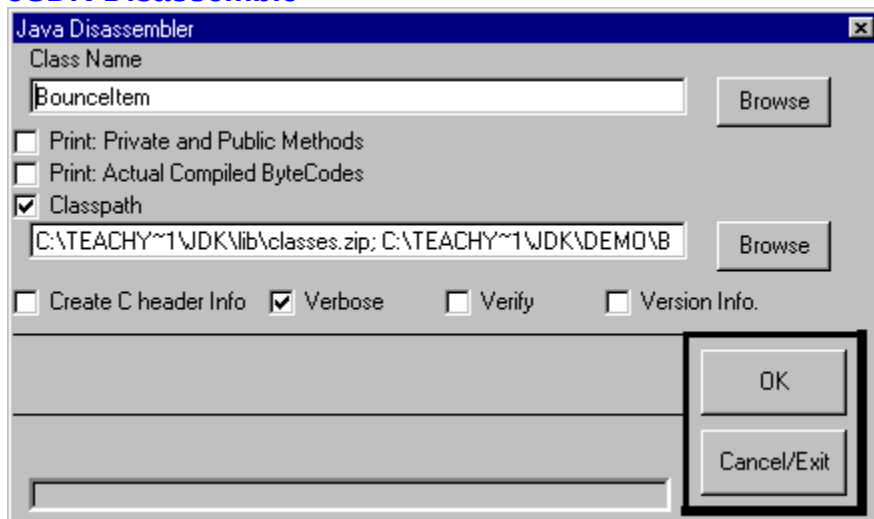 Java Disassembler
Class Name
BounceItem
Browse
Print: Private and Public Methods
Print: Actual Compiled ByteCodes
Classpath
C:\TEACHY~1\JDK\lib\classes.zip; C:\TEACHY~1\JDK\DEMO\B
Browse
Create C header Info Verbose Verify Version Info.
OK
Cancel/Exit